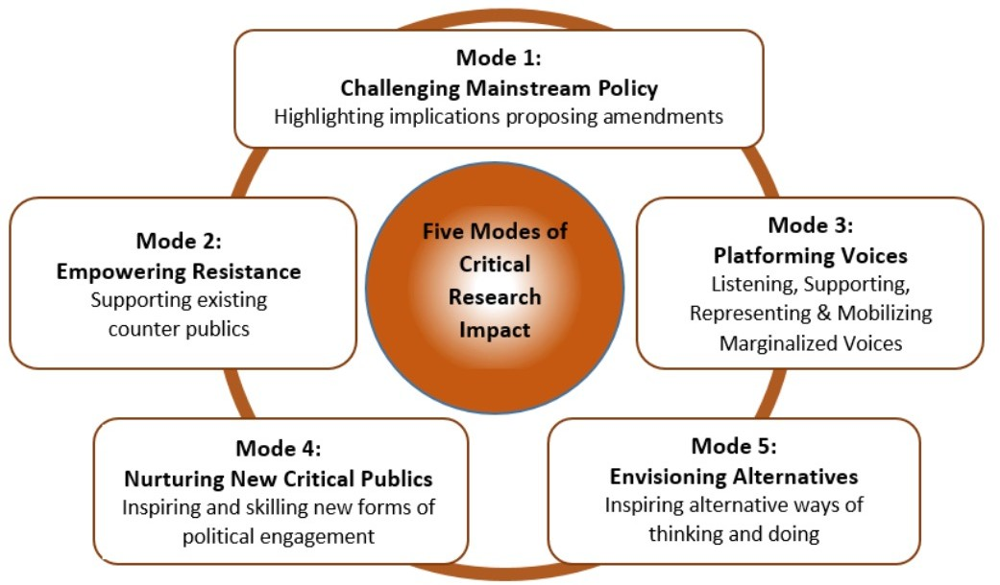 Mode 1:
Challenging Mainstream Policy
Highlighting implications proposing amendments
Mode 2:
Empowering Resistance
Supporting existing
counter publics
Five Modes of
Critical
Research
Impact
Mode 3:
Platforming Voices
Listening, Supporting,
Representing & Mobilizing
Marginalized Voices
Mode 4:
Nurturing New Critical Publics
Inspiring and skilling new forms of
political engagement
Mode 5:
Envisioning Alternatives
Inspiring alternative ways of
thinking and doing